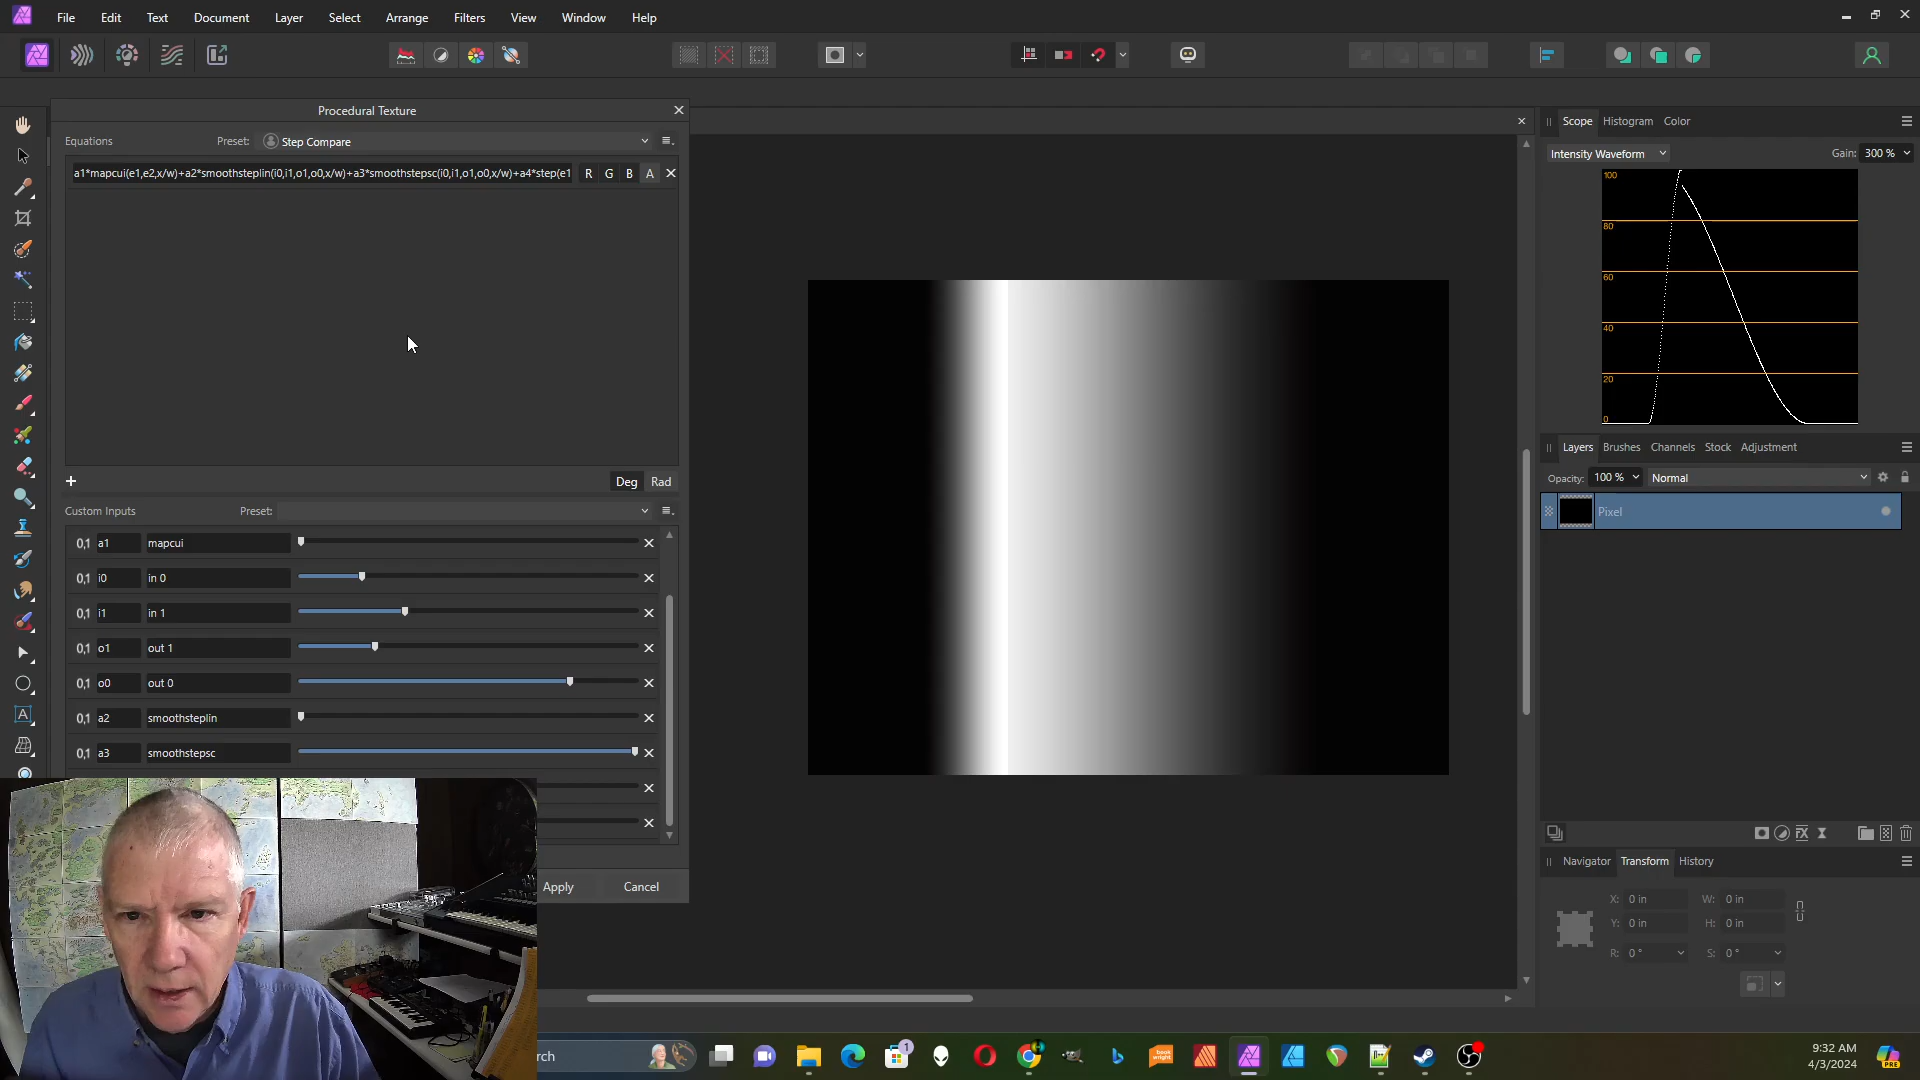 File Edit Text Document Layer Select Arrange Filters View Window Help
Procedural Texture
Equations Preset: Step Compare
a1*mapcui(e1,e2,x/w)+a2*smoothsteplin(i0,i1,o1,o0,x/w)+a3*smoothstepsc(i0,i1,o1,o0,x/w)+a4*step(e1 R G B A
Deg Rad
Custom Inputs Preset:
0,1 a1 mapcui
0,1 i0 in 0
0,1 i1 in 1
0,1 o1 out 1
0,1 o0 out 0
0,1 a2 smoothsteplin
0,1 a3 smoothstepsc
Apply Cancel
Scope Histogram Color
Intensity Waveform Gain: 300 %
100
80
60
40
20
0
Layers Brushes Channels Stock Adjustment
Opacity: 100 % Normal
Pixel
Navigator Transform History
X: 0 in W: 0 in
Y: 0 in H: 0 in
R: 0 ° S: 0 °
rch
1
book
wright
PRE
9:32 AM
4/3/2024